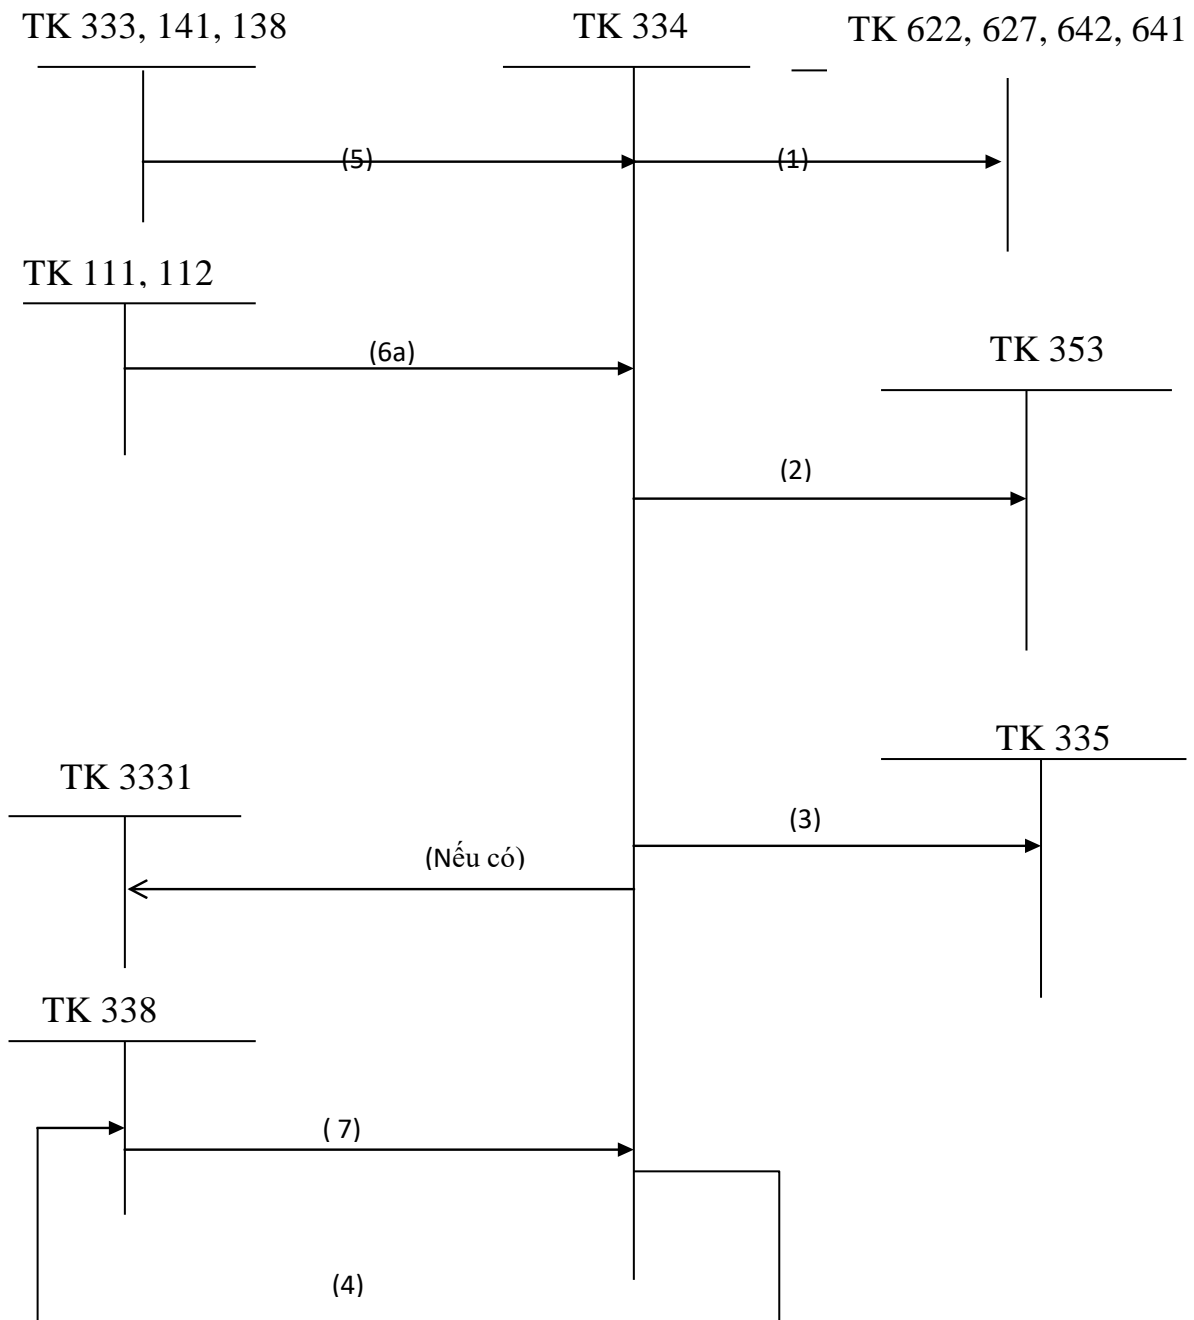 TK 333, 141, 138
TK 334
TK 622, 627, 642, 641
(5)
(1)
TK 111, 112
(6a)
TK 353
(2)
TK 335
TK 3331
(3)
(Nếu có)
TK 338
( 7)
(4)